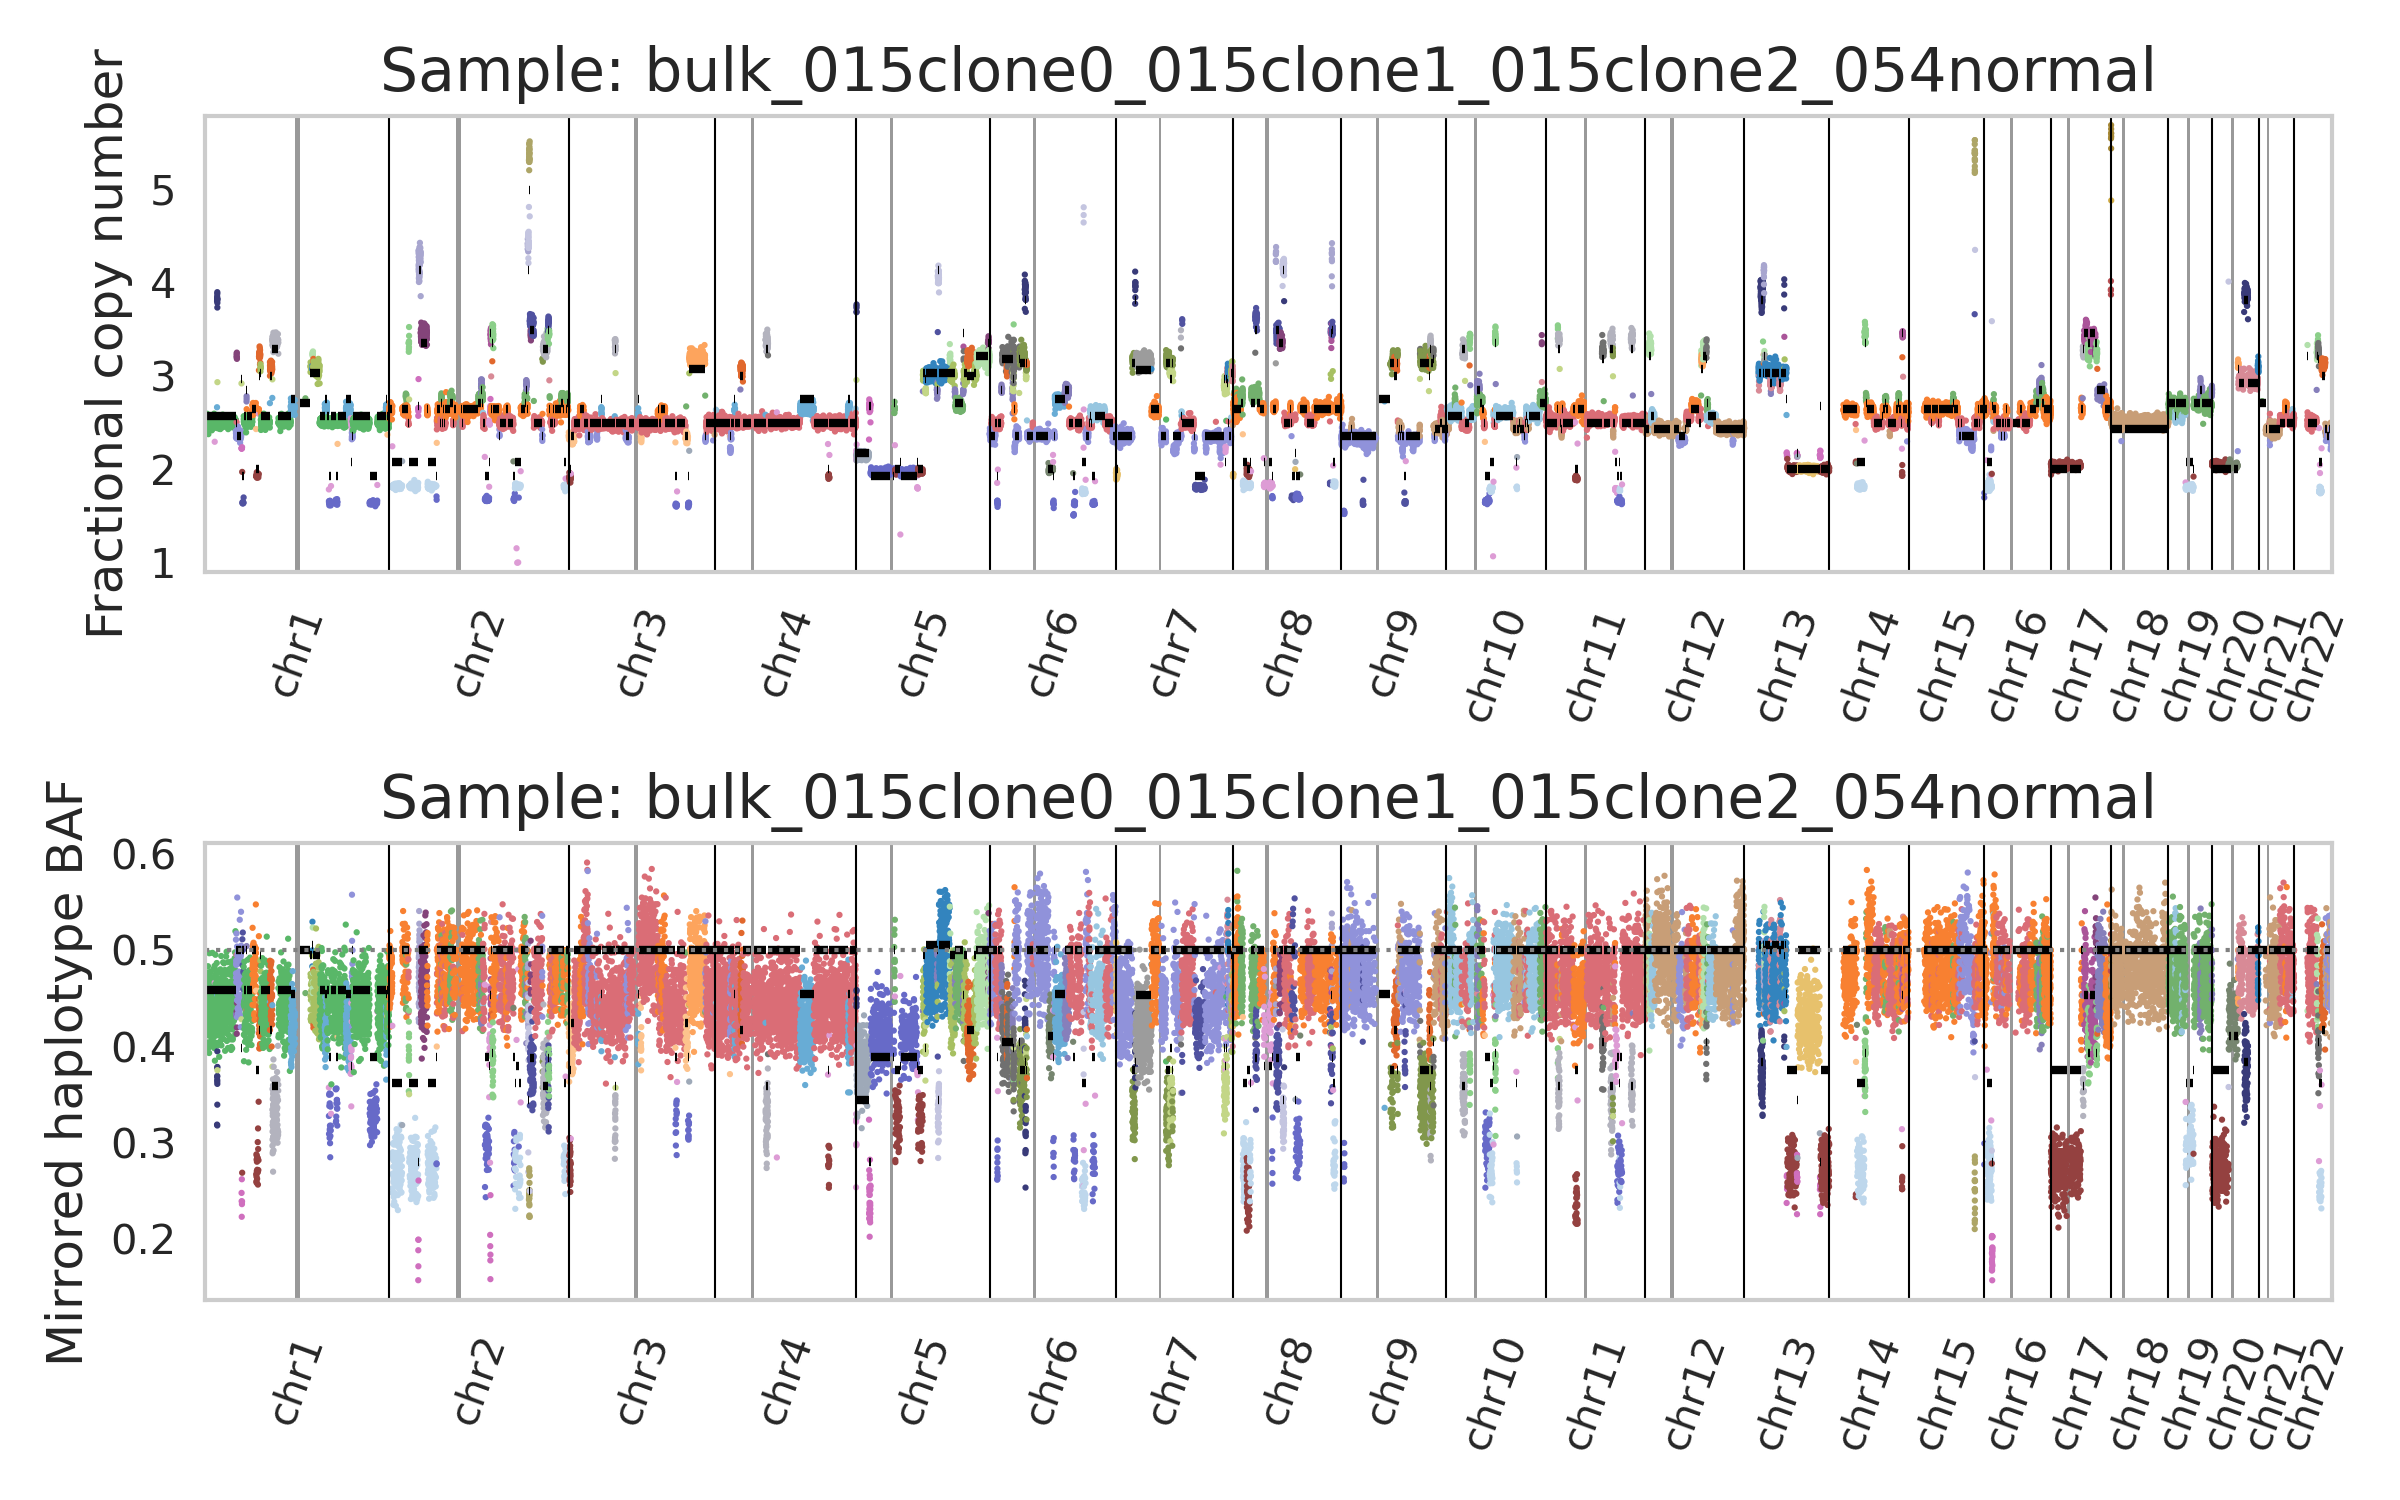 Sample: bulk_015clone0_015clone1_015clone2_054normal
Fractional copy number
5
4
3
2
1
chr1 chr2 chr3 chr4 chr5 chr6 chr7 chr8 chr9 chr10 chr11 chr12 chr13 chr14 chr15 chr16 chr17 chr18 chr19 chr20 chr21 chr22
Sample: bulk_015clone0_015clone1_015clone2_054normal
Mirrored haplotype BAF
0.6
0.5
0.4
0.3
0.2
chr1 chr2 chr3 chr4 chr5 chr6 chr7 chr8 chr9 chr10 chr11 chr12 chr13 chr14 chr15 chr16 chr17 chr18 chr19 chr20 chr21 chr22